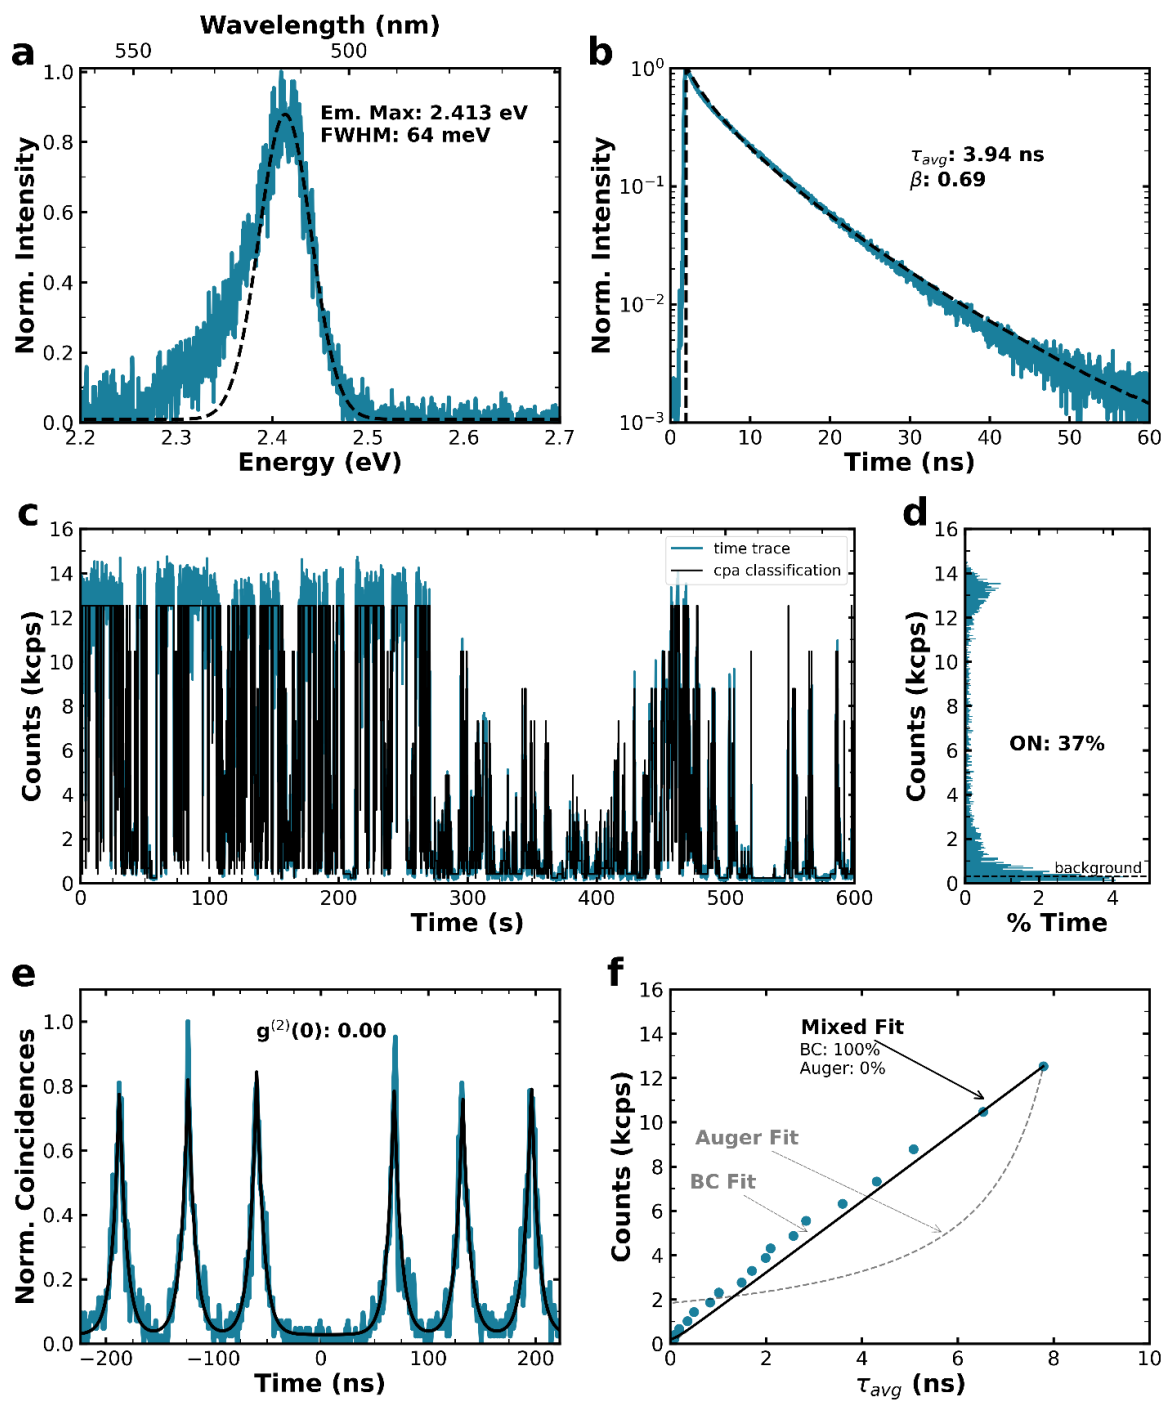 a
Wavelength (nm)
550
500
1.0
0.8
0.6
0.4
0.2
0.0
Norm. Intensity
Em. Max: 2.413 eV
FWHM: 64 meV
2.2
2.3
2.4
2.5
2.6
2.7
Energy (eV)
b
10⁰
10⁻¹
10⁻²
10⁻³
Norm. Intensity
τavg: 3.94 ns
β: 0.69
0
10
20
30
40
50
60
Time (ns)
c
16
14
12
10
8
6
4
2
0
Counts (kcps)
time trace
cpa classification
0
100
200
300
400
500
600
Time (s)
d
16
14
12
10
8
6
4
2
0
Counts (kcps)
ON: 37%
background
0
2
4
% Time
e
1.0
0.8
0.6
0.4
0.2
0.0
Norm. Coincidences
g⁽²⁾(0): 0.00
−200
−100
0
100
200
Time (ns)
f
16
14
12
10
8
6
4
2
0
Counts (kcps)
Mixed Fit
BC: 100%
Auger: 0%
Auger Fit
BC Fit
0
2
4
6
8
10
τavg (ns)